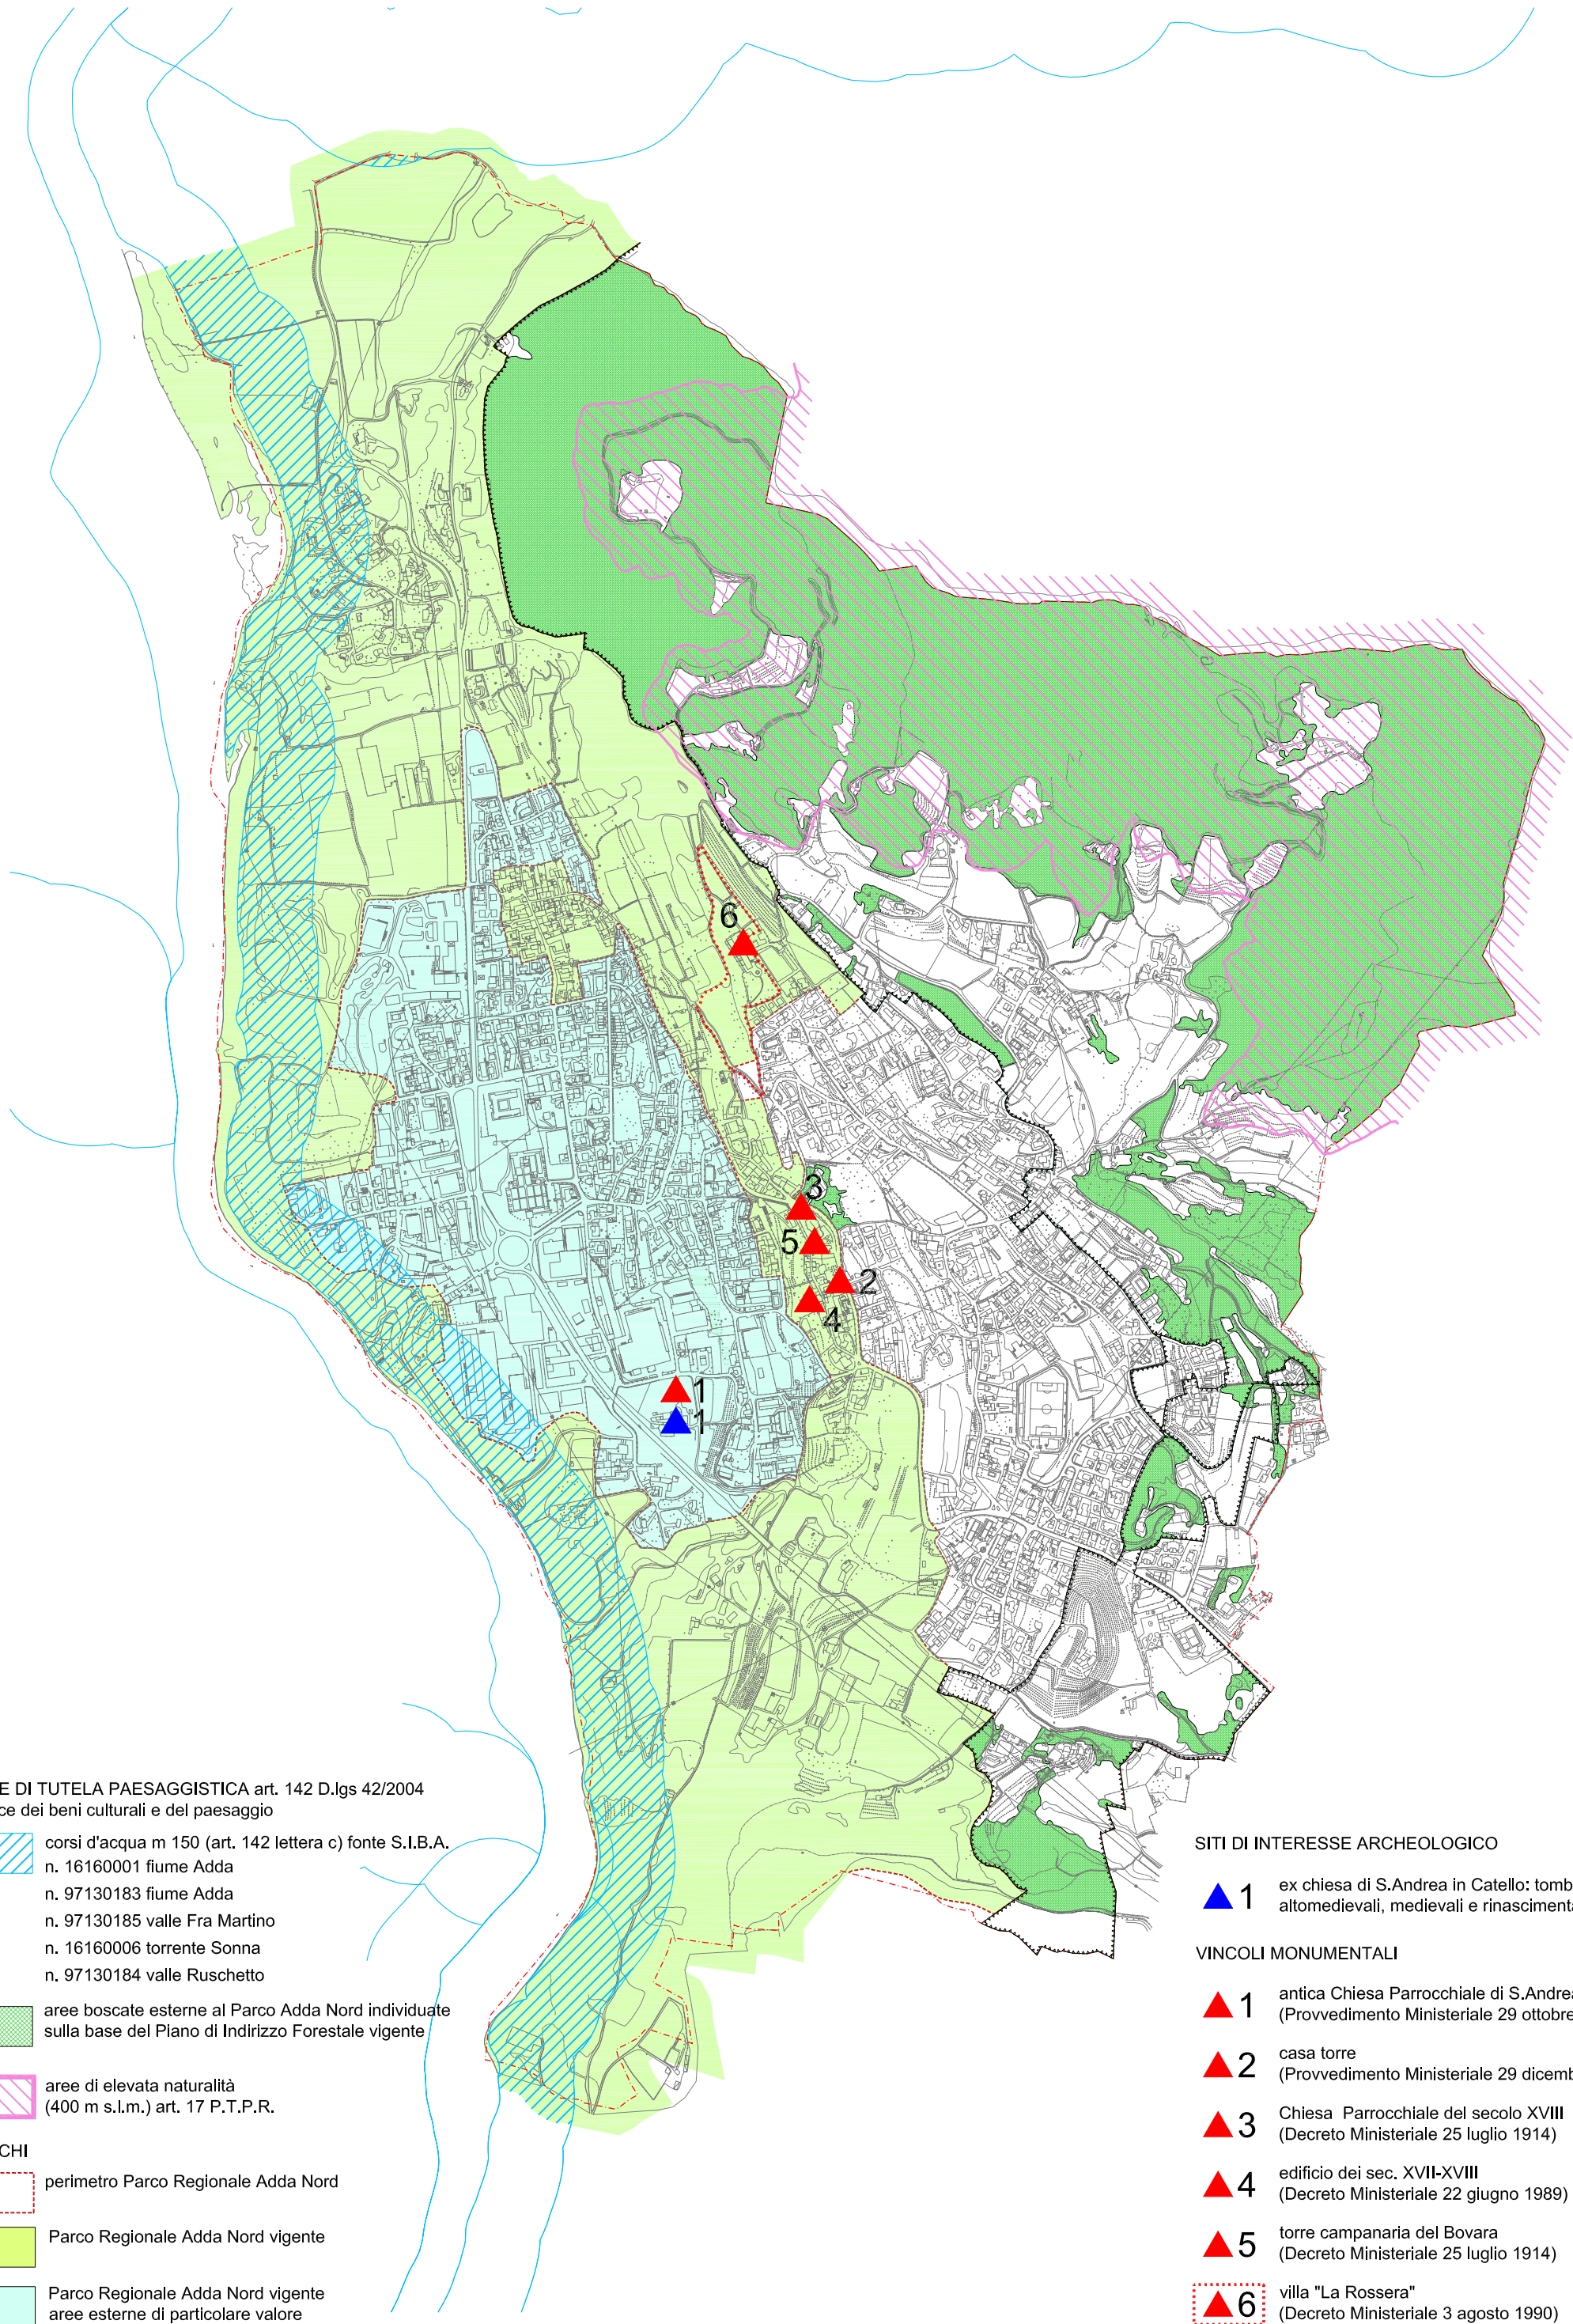 6
3
5
2
4
1
1
E DI TUTELA PAESAGGISTICA art. 142 D.lgs 42/2004
ce dei beni culturali e del paesaggio
corsi d'acqua m 150 (art. 142 lettera c) fonte S.I.B.A.
n. 16160001 fiume Adda
n. 97130183 fiume Adda
n. 97130185 valle Fra Martino
n. 16160006 torrente Sonna
n. 97130184 valle Ruschetto
aree boscate esterne al Parco Adda Nord individuate
sulla base del Piano di Indirizzo Forestale vigente
aree di elevata naturalità
(400 m s.l.m.) art. 17 P.T.P.R.
CHI
perimetro Parco Regionale Adda Nord
Parco Regionale Adda Nord vigente
Parco Regionale Adda Nord vigente
aree esterne di particolare valore
SITI DI INTERESSE ARCHEOLOGICO
1 ex chiesa di S.Andrea in Catello: tomb
altomedievali, medievali e rinascimenta
VINCOLI MONUMENTALI
1 antica Chiesa Parrocchiale di S.Andrea
(Provvedimento Ministeriale 29 ottobre
2 casa torre
(Provvedimento Ministeriale 29 dicemb
3 Chiesa Parrocchiale del secolo XVIII
(Decreto Ministeriale 25 luglio 1914)
4 edificio dei sec. XVII-XVIII
(Decreto Ministeriale 22 giugno 1989)
5 torre campanaria del Bovara
(Decreto Ministeriale 25 luglio 1914)
6 villa "La Rossera"
(Decreto Ministeriale 3 agosto 1990)